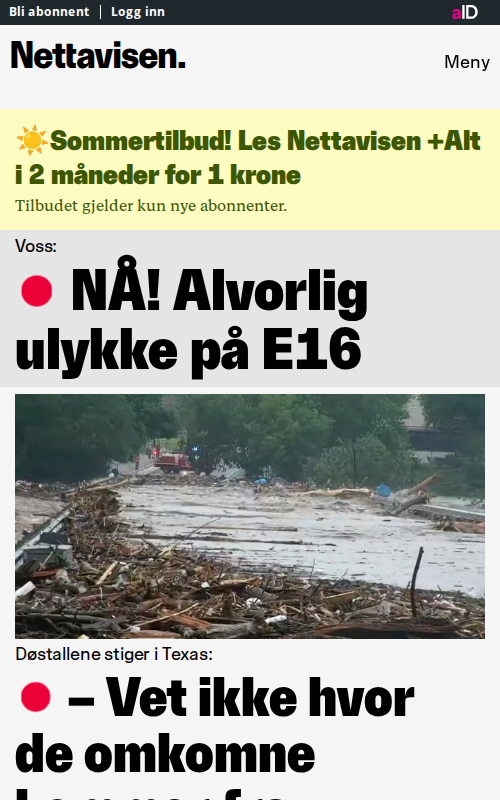 Bli abonnent | Logg inn
aID
Nettavisen.
Meny
☀️Sommertilbud! Les Nettavisen +Alt
i 2 måneder for 1 krone
Tilbudet gjelder kun nye abonnenter.
Voss:
🔴 NÅ! Alvorlig
ulykke på E16
Døstallene stiger i Texas:
🔴 – Vet ikke hvor
de omkomne